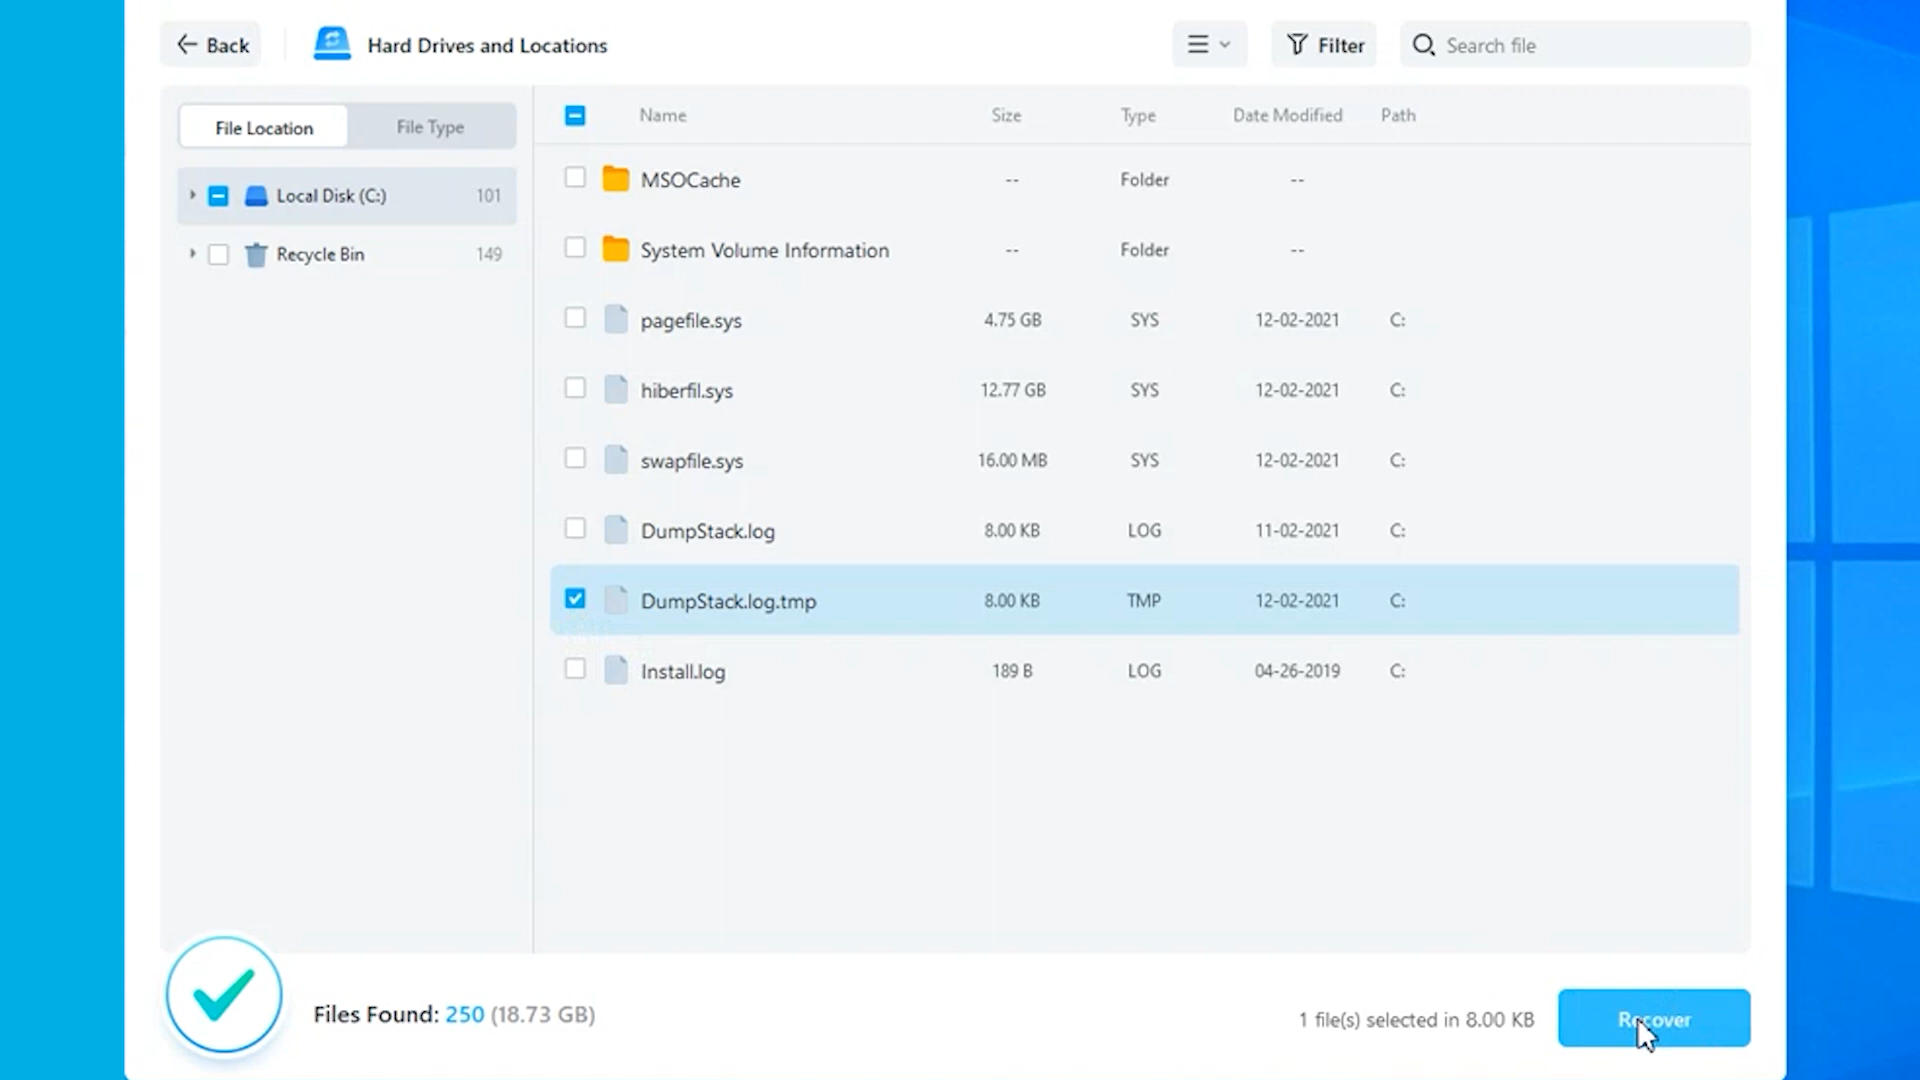 Back
Hard Drives and Locations
Filter
Search file
File Location
File Type
Local Disk (C:) 101
Recycle Bin 149
Name Size Type Date Modified Path
MSOCache -- Folder --
System Volume Information -- Folder --
pagefile.sys 4.75 GB SYS 12-02-2021 C:
hiberfil.sys 12.77 GB SYS 12-02-2021 C:
swapfile.sys 16.00 MB SYS 12-02-2021 C:
DumpStack.log 8.00 KB LOG 11-02-2021 C:
DumpStack.log.tmp 8.00 KB TMP 12-02-2021 C:
Install.log 189 B LOG 04-26-2019 C:
Files Found: 250 (18.73 GB)
1 file(s) selected in 8.00 KB
Recover